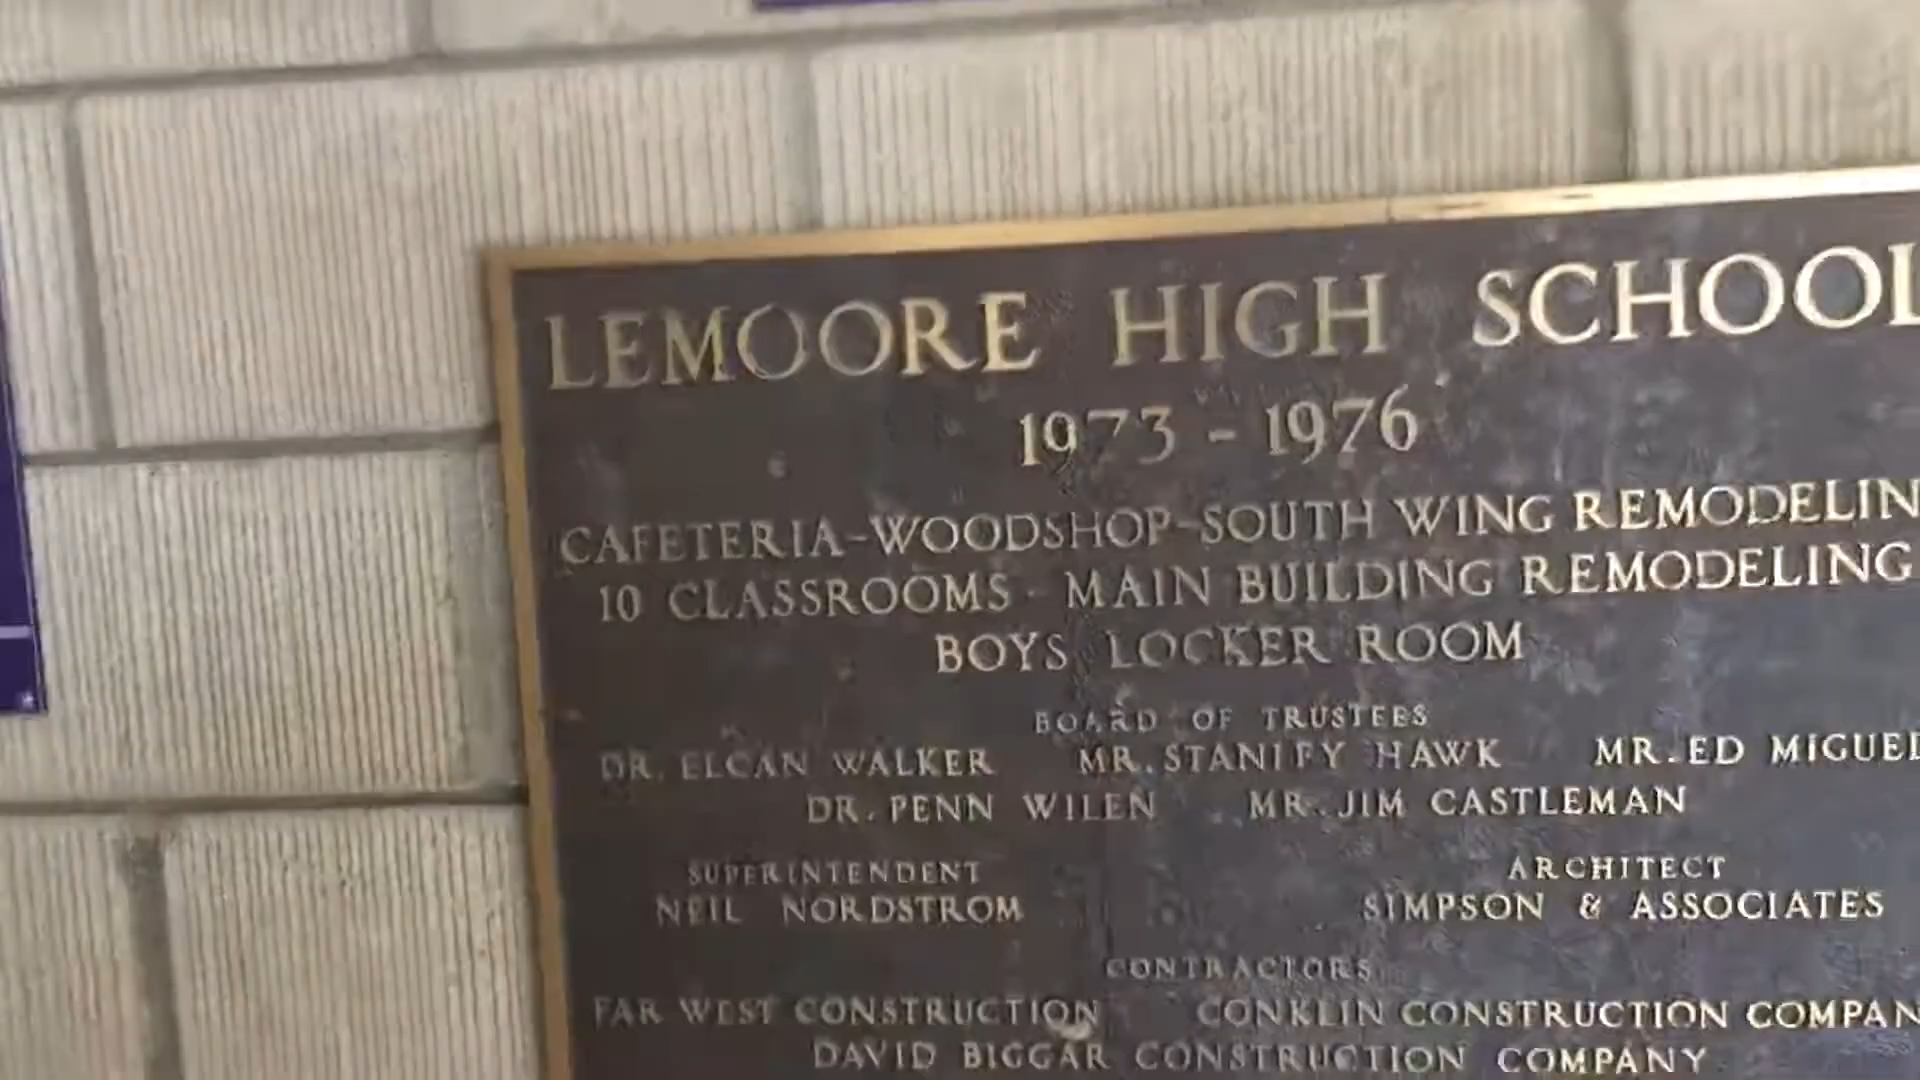 LEMOORE HIGH SCHOOL
1973 - 1976
CAFETERIA-WOODSHOP-SOUTH WING REMODELIN
10 CLASSROOMS - MAIN BUILDING REMODELING
BOYS LOCKER ROOM
BOARD OF TRUSTEES
DR. ELCAN WALKER MR. STANLEY HAWK MR. ED MIGUEL
DR. PENN WILEN MR. JIM CASTLEMAN
SUPERINTENDENT ARCHITECT
NEIL NORDSTROM SIMPSON & ASSOCIATES
CONTRACTORS
FAR WEST CONSTRUCTION CONKLIN CONSTRUCTION COMPAN
DAVID BIGGAR CONSTRUCTION COMPANY